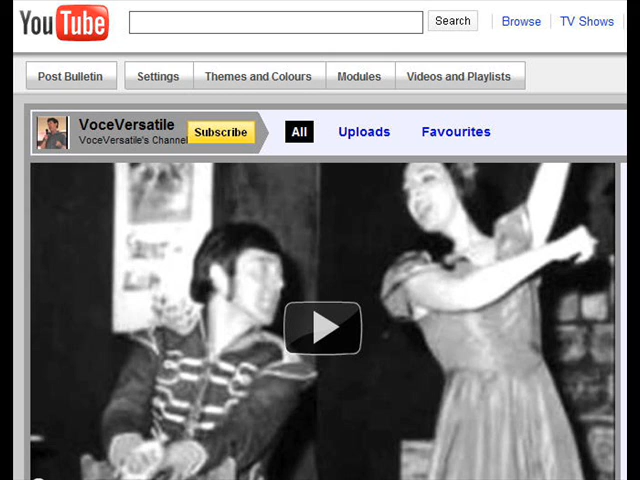 YouTube Search Browse TV Shows
Post Bulletin Settings Themes and Colours Modules Videos and Playlists
VoceVersatile
VoceVersatile's Channel Subscribe All Uploads Favourites